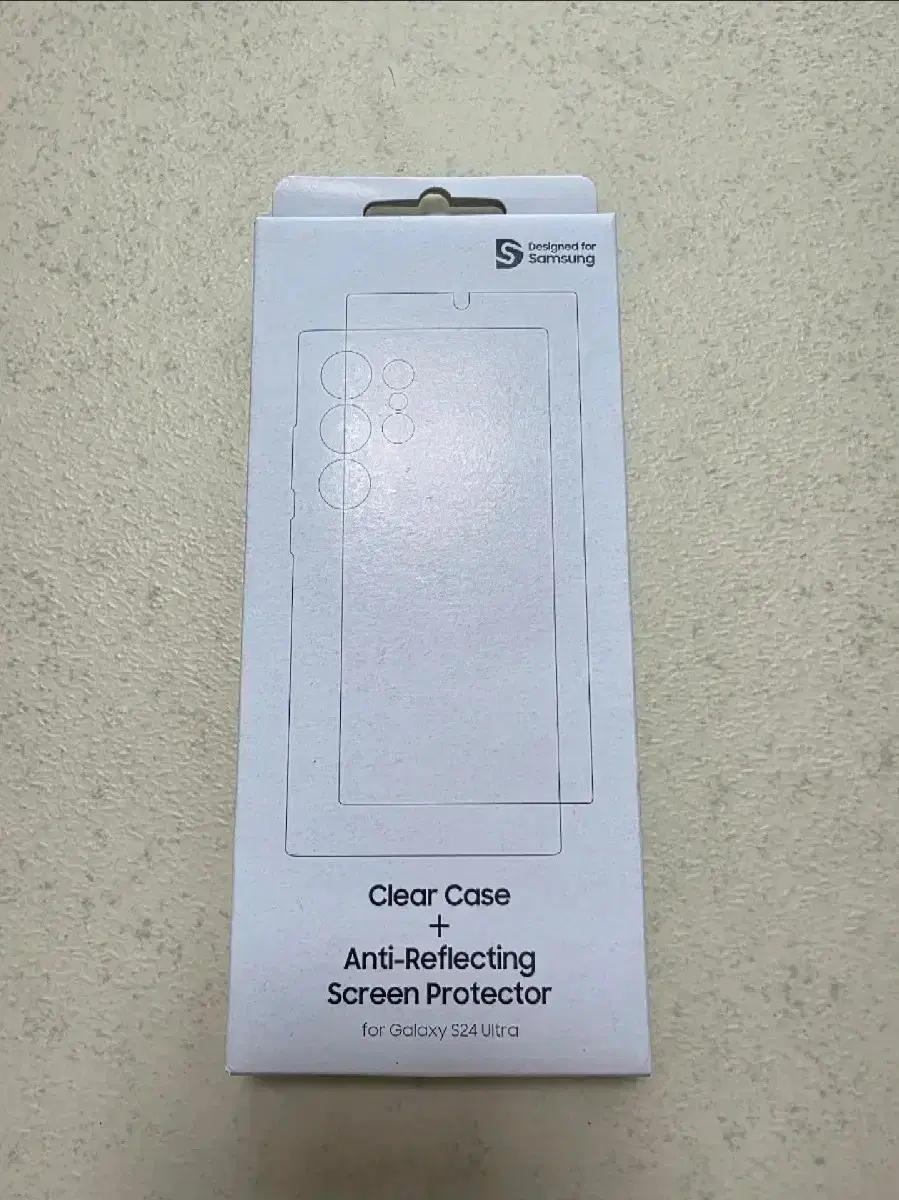 Designed for
Samsung
Clear Case
+
Anti-Reflecting
Screen Protector
for Galaxy S24 Ultra